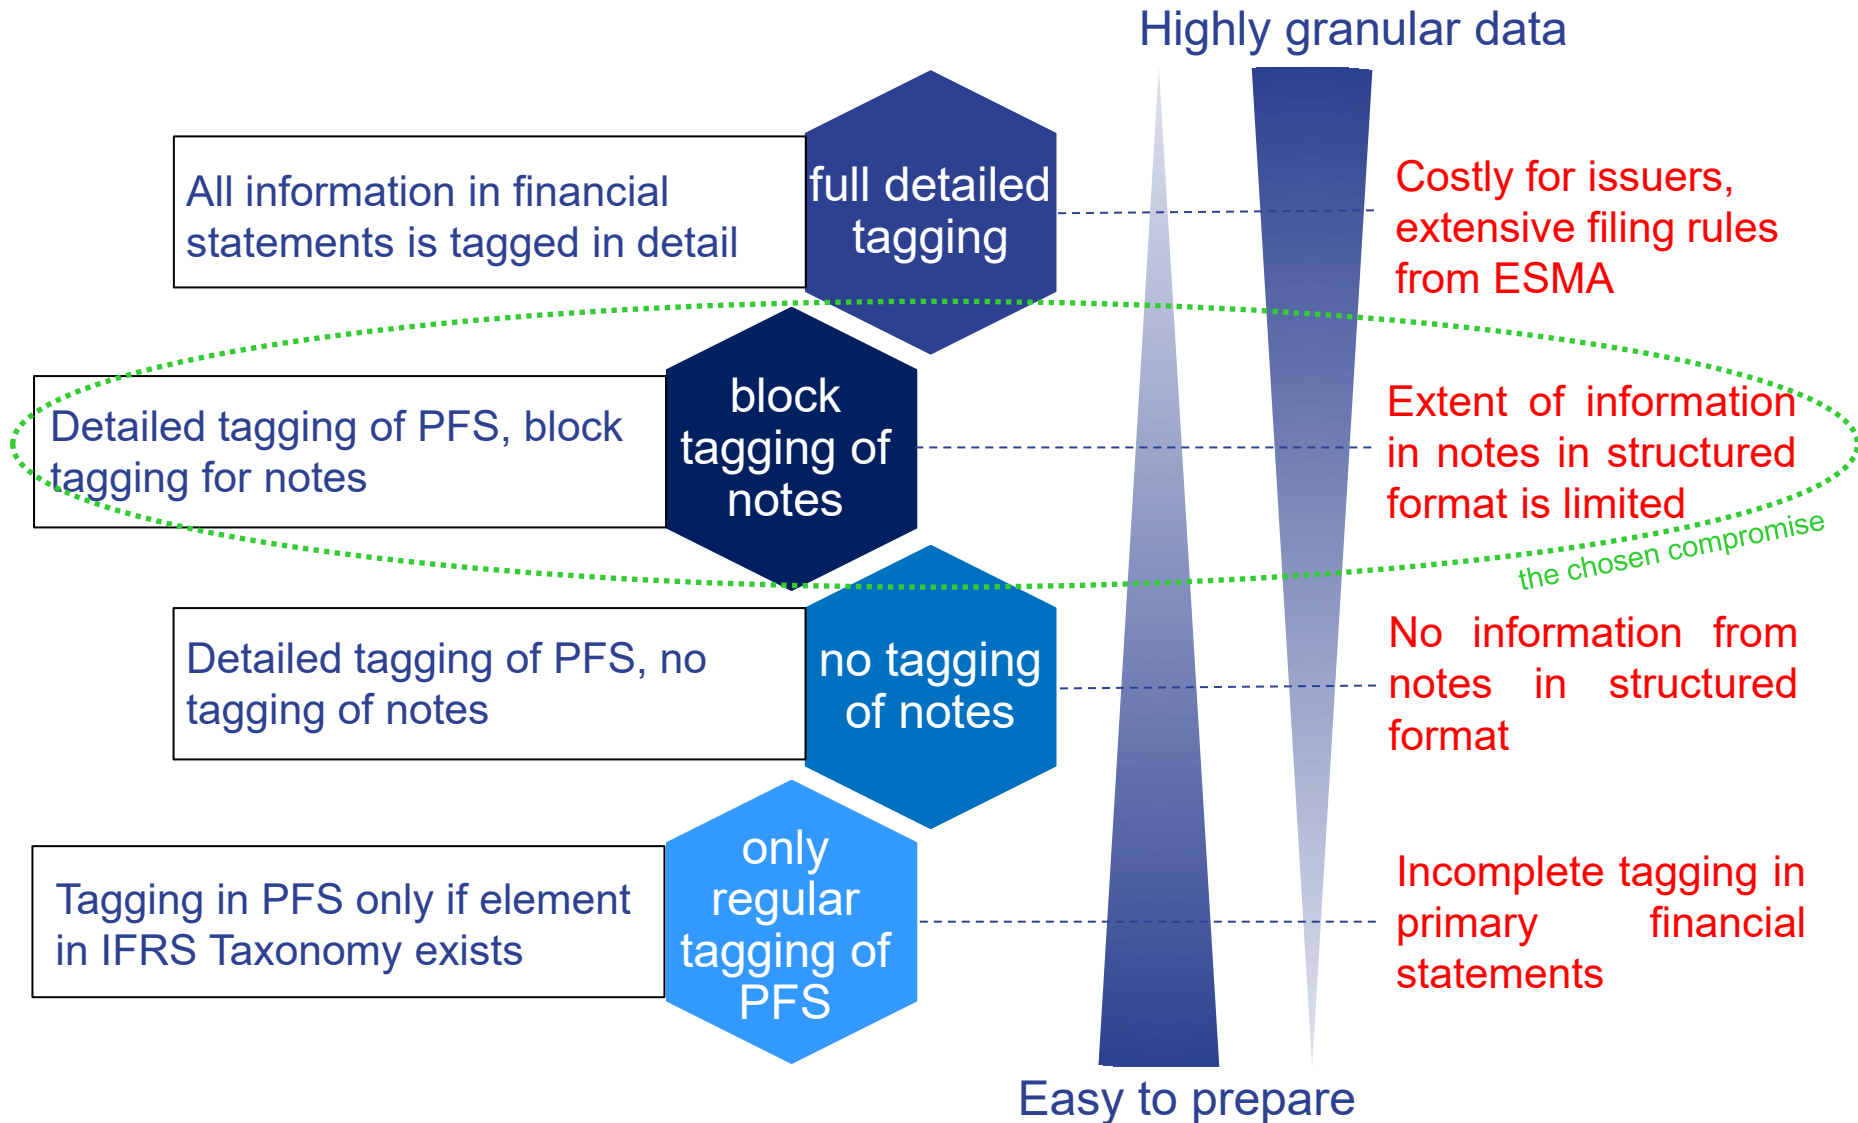 Highly granular data
All information in financial
statements is tagged in detail
full detailed
tagging
Costly for issuers,
extensive filing rules
from ESMA
Detailed tagging of PFS, block
tagging for notes
block
tagging of
notes
Extent of information
in notes in structured
format is limited
the chosen compromise
Detailed tagging of PFS, no
tagging of notes
no tagging
of notes
No information from
notes in structured
format
Tagging in PFS only if element
in IFRS Taxonomy exists
only
regular
tagging of
PFS
Incomplete tagging in
primary financial
statements
Easy to prepare